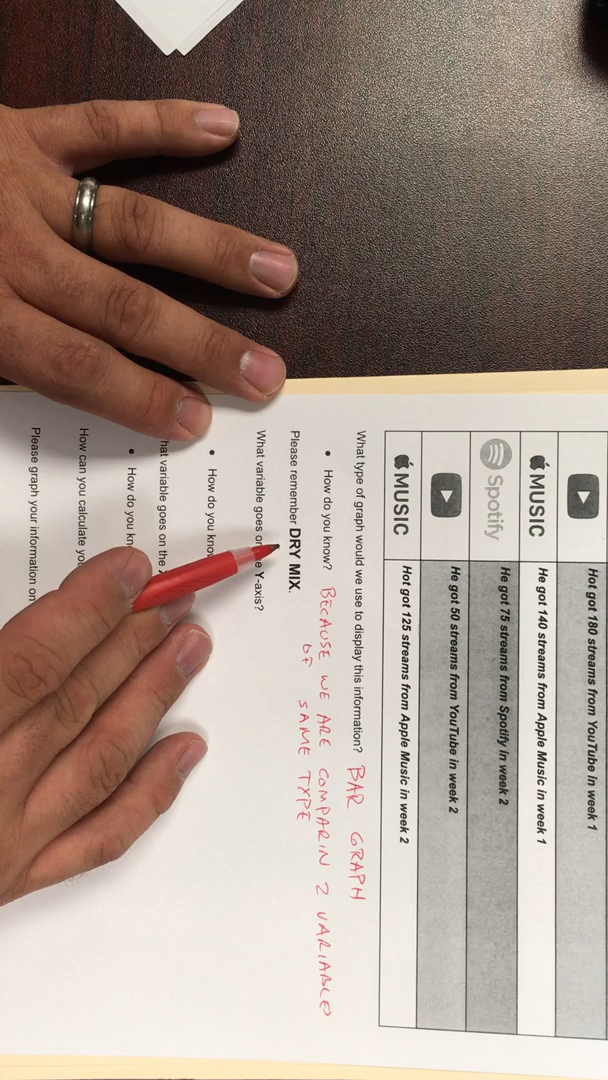 Hot got 180 streams from YouTube in week 1
MUSIC He got 140 streams from Apple Music in week 1
Spotify He got 75 streams from Spotify in week 2
He got 50 streams from YouTube in week 2
MUSIC Hot got 125 streams from Apple Music in week 2
What type of graph would we use to display this information? BAR GRAPH
• How do you know? BECAUSE WE ARE COMPARIN 2 VARIABLES
OF SAME TYPE
Please remember DRY MIX.
What variable goes on Y-axis?
• How do you
variable goes on the
• How do you
How can you calculate
Please graph your information on